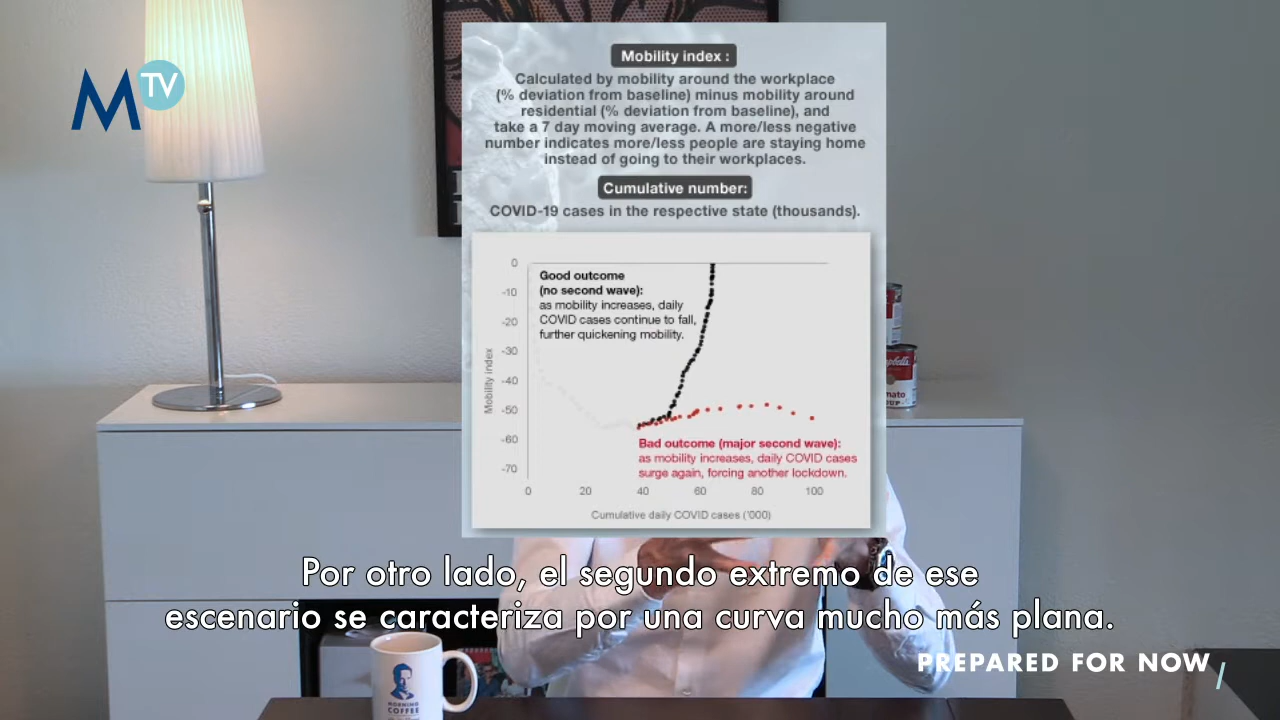 M TV
Mobility index :
Calculated by mobility around the workplace
(% deviation from baseline) minus mobility around
residential (% deviation from baseline), and
take a 7 day moving average. A more/less negative
number indicates more/less people are staying home
instead of going to their workplaces.
Cumulative number:
COVID-19 cases in the respective state (thousands).
Good outcome
(no second wave):
as mobility increases, daily
COVID cases continue to fall,
further quickening mobility.
0
-10
-20
-30
-40
-50
-60
-70
Mobility index
Bad outcome (major second wave):
as mobility increases, daily COVID cases
surge again, forcing another lockdown.
0 20 40 60 80 100
Cumulative daily COVID cases ('000)
Campbell's
Por otro lado, el segundo extremo de ese
escenario se caracteriza por una curva mucho más plana.
PREPARED FOR NOW /
MORNING
COFFEE